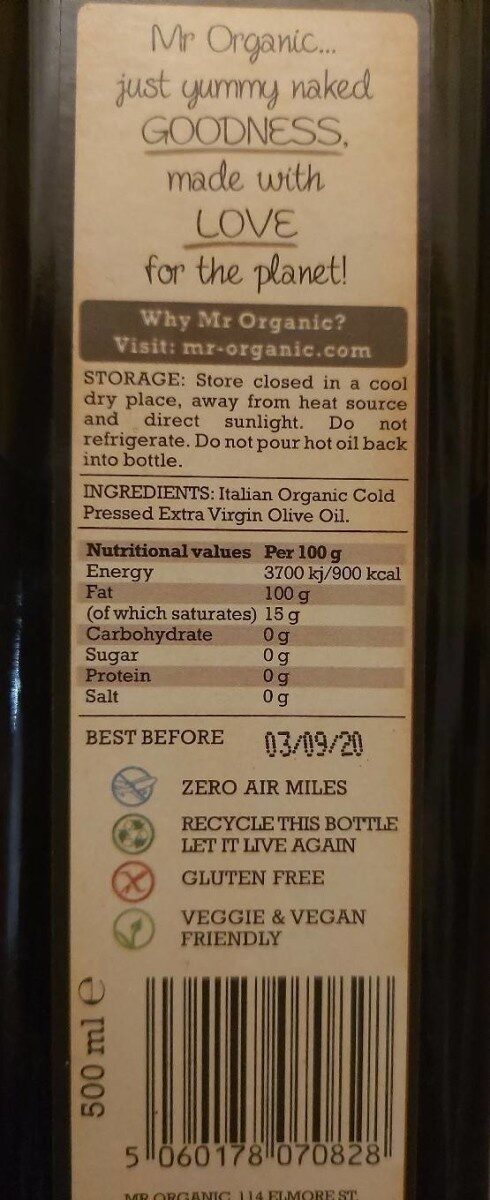 Mr Organic...
just yummy naked
GOODNESS,
made with
LOVE
for the planet!
Why Mr Organic?
Visit: mr-organic.com
STORAGE: Store closed in a cool
dry place, away from heat source
and direct sunlight. Do not
refrigerate. Do not pour hot oil back
into bottle.
INGREDIENTS: Italian Organic Cold
Pressed Extra Virgin Olive Oil.
Nutritional values Per 100 g
Energy 3700 kj/900 kcal
Fat 100 g
(of which saturates) 15 g
Carbohydrate 0 g
Sugar 0 g
Protein 0 g
Salt 0 g
BEST BEFORE 03/09/20
ZERO AIR MILES
RECYCLE THIS BOTTLE
LET IT LIVE AGAIN
GLUTEN FREE
VEGGIE & VEGAN
FRIENDLY
500 ml e
5 060178 070828
MR ORGANIC, 114 ELMORE ST.